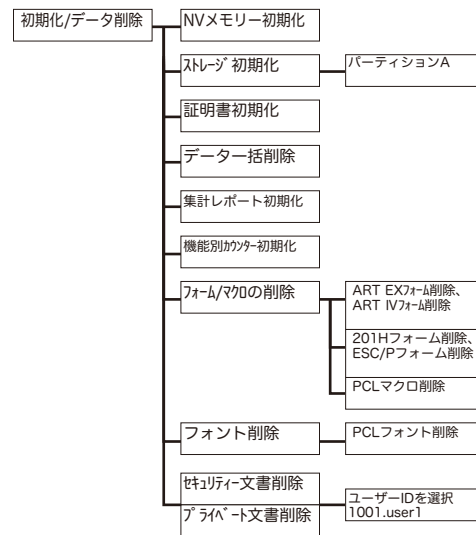 初期化/データ削除
NVメモリー初期化
ｽﾄﾚｰｼﾞ 初期化
パーティションA
証明書初期化
データ一括削除
集計レポート初期化
機能別ｶｳﾝﾀｰ初期化
ﾌｫｰﾑ/ﾏｸﾛの削除
ART EXﾌｫｰﾑ削除、
ART IVﾌｫｰﾑ削除
201Hフォーム削除、
ESC/Pフォーム削除
PCLマクロ削除
フォント削除
PCLフォント削除
ｾｷｭﾘﾃｨｰ文書削除
ﾌﾟﾗｲﾍﾞｰﾄ文書削除
ユーザーIDを選択
1001.user1